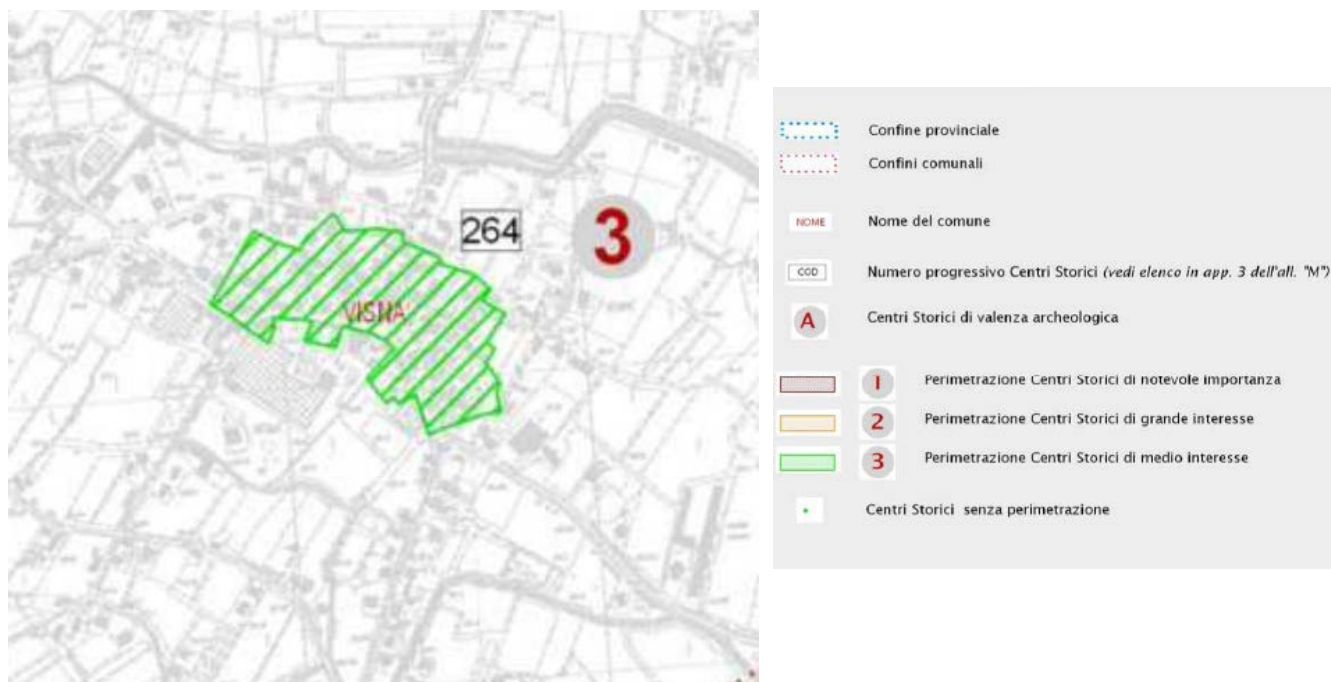 264
3
VISNA'
Confine provinciale
Confini comunali
NOME Nome del comune
COD Numero progressivo Centri Storici (vedi elenco in app. 3 dell'all. "M")
A Centri Storici di valenza archeologica
1 Perimetrazione Centri Storici di notevole importanza
2 Perimetrazione Centri Storici di grande interesse
3 Perimetrazione Centri Storici di medio interesse
Centri Storici senza perimetrazione